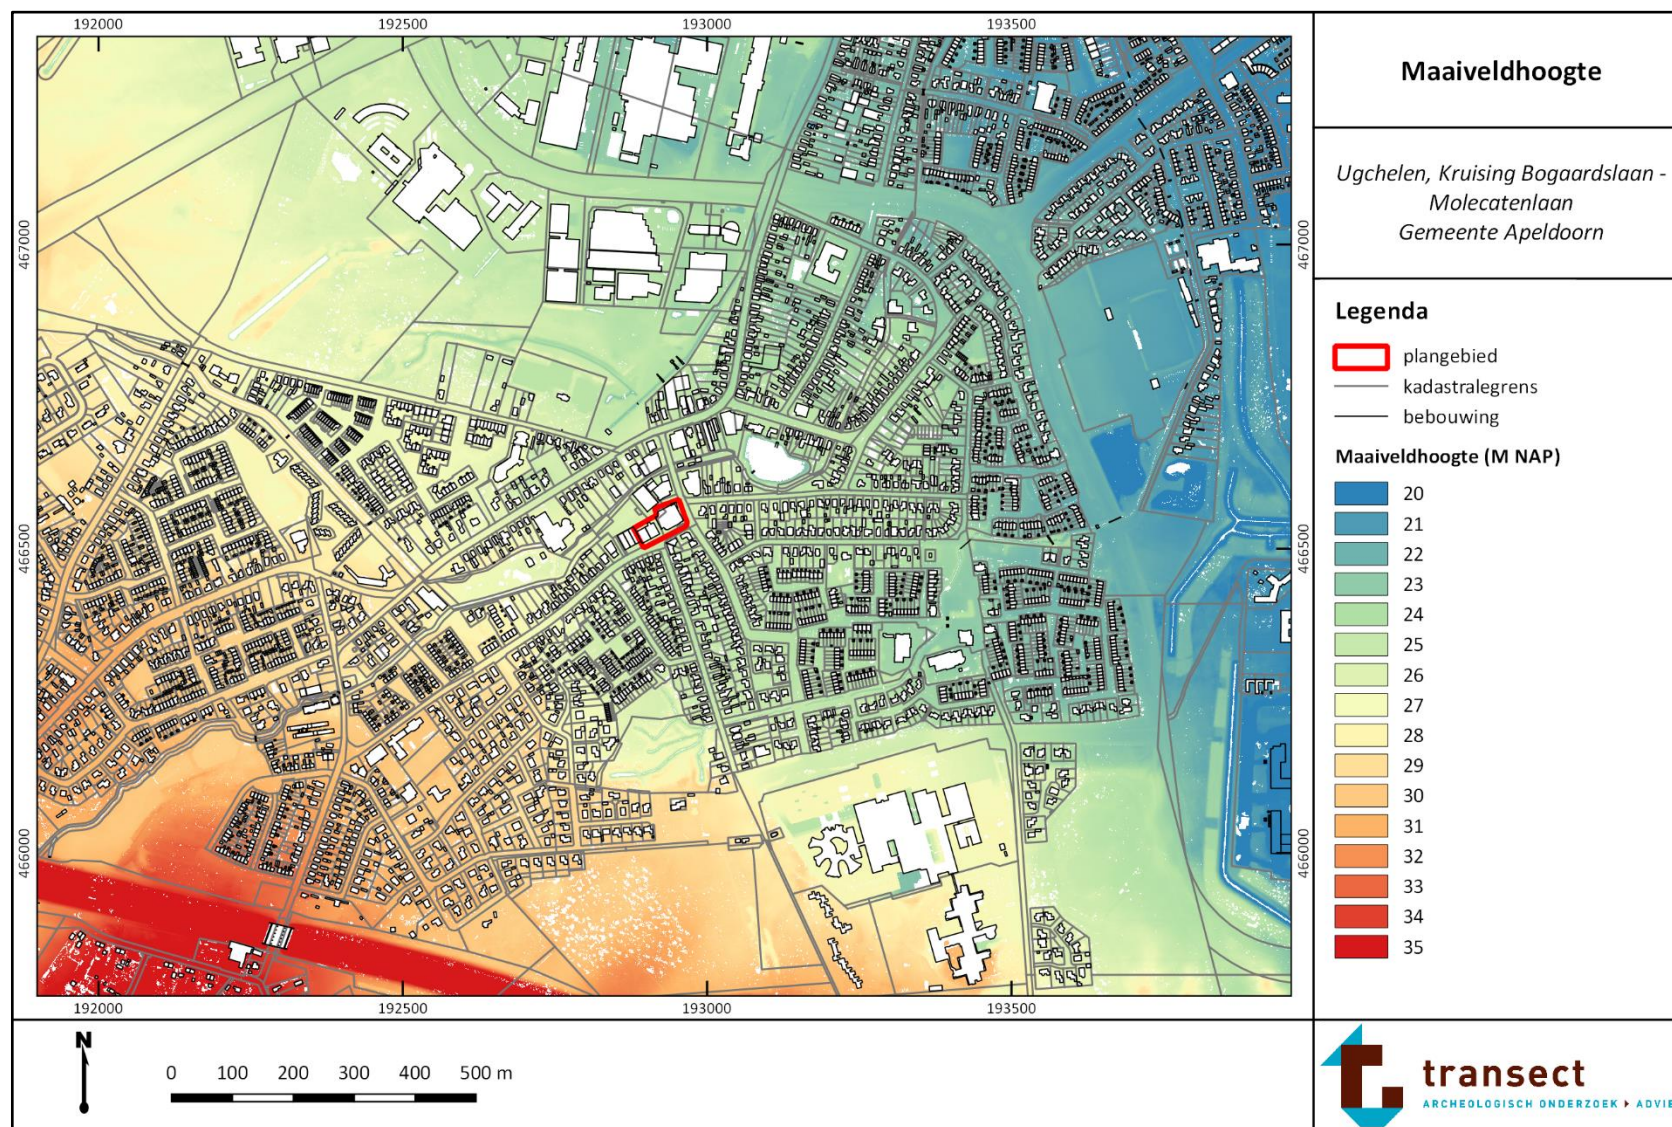 192000 192500 193000 193500
467000
466500
466000
467000
466500
466000
192000 192500 193000 193500
Maaiveldhoogte
Ugchelen, Kruising Bogaardslaan -
Molecatenlaan
Gemeente Apeldoorn
Legenda
plangebied
kadastralegrens
bebouwing
Maaiveldhoogte (M NAP)
20
21
22
23
24
25
26
27
28
29
30
31
32
33
34
35
N
0 100 200 300 400 500 m
transect
ARCHEOLOGISCH ONDERZOEK ▸ ADVIE